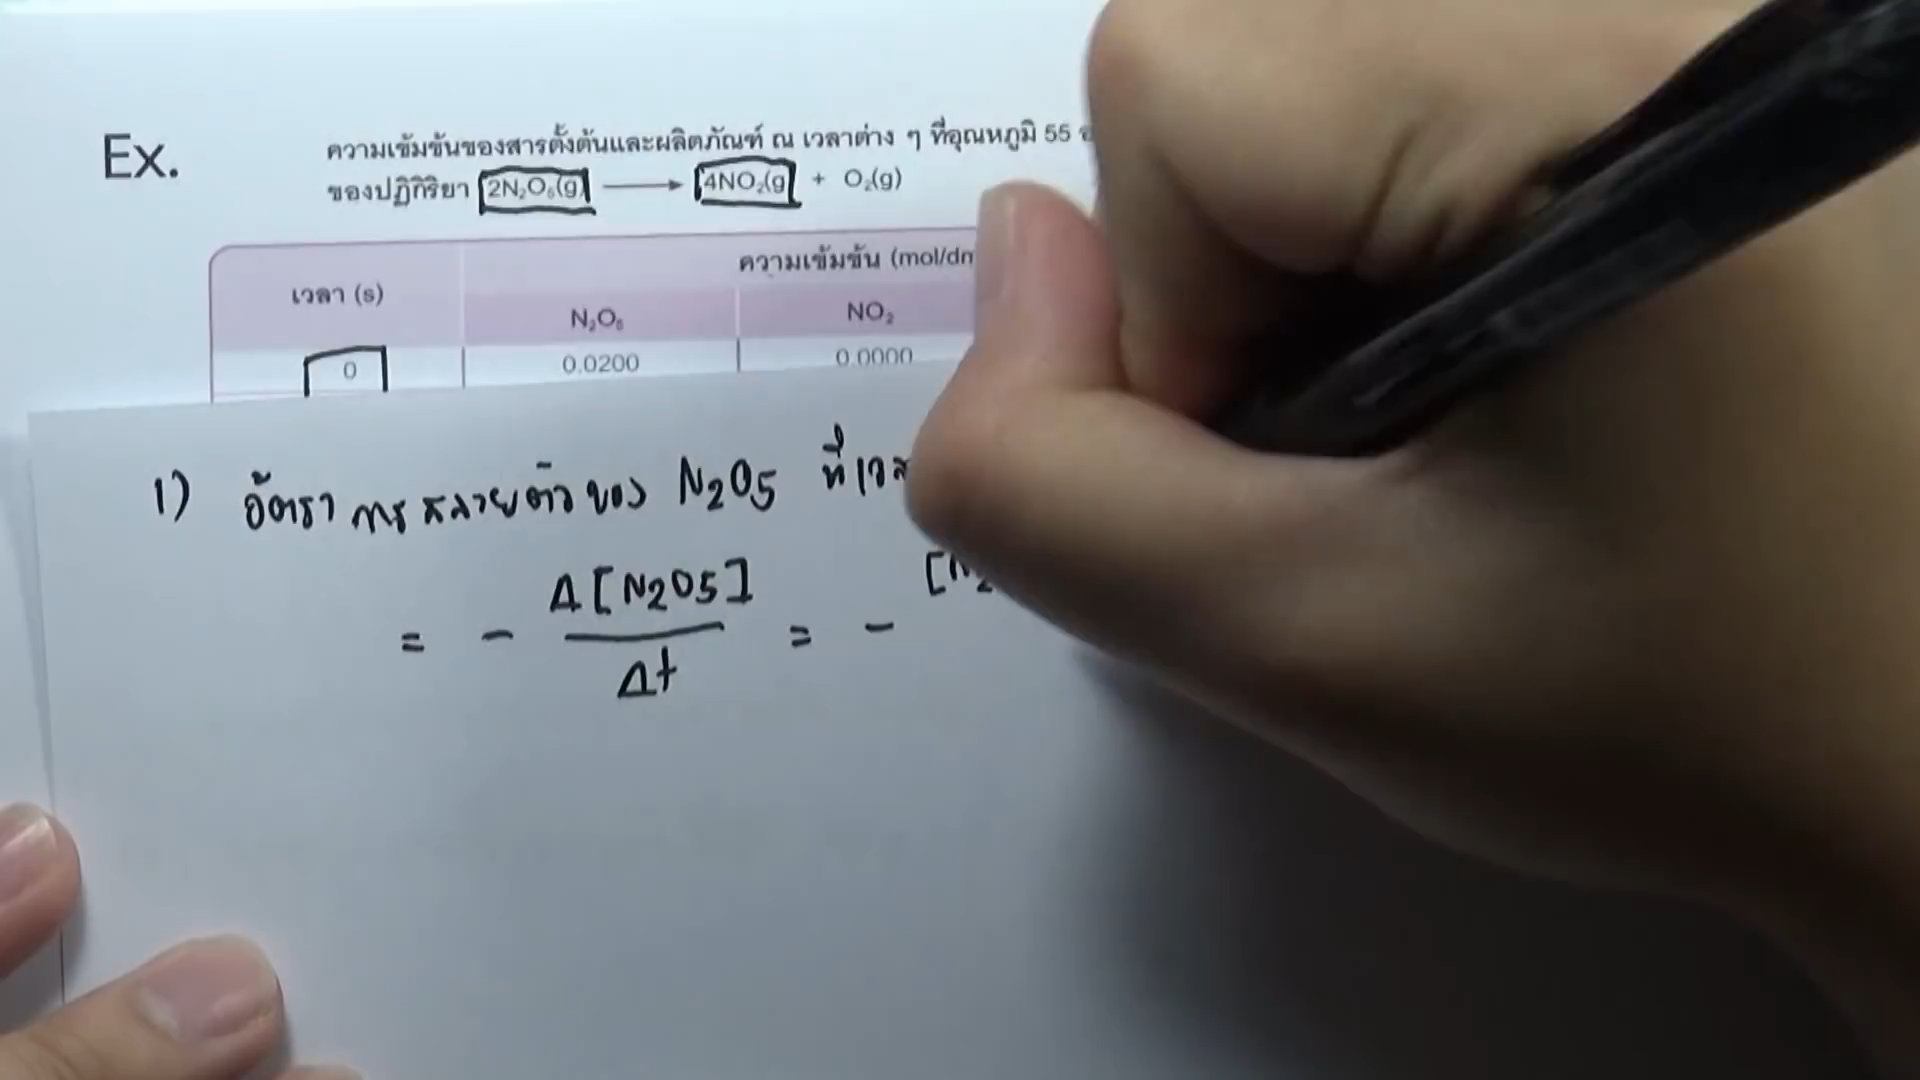 Ex.
ความเข้มข้นของสารตั้งต้นและผลิตภัณฑ์ ณ เวลาต่าง ๆ ที่อุณหภูมิ 55
ของปฏิกิริยา 2N₂O₅(g) ⟶ 4NO₂(g) + O₂(g)
ความเข้มข้น (mol/dm
เวลา (s)
N₂O₅ NO₂
0 0.0200 0.0000
1) อัตราการสลายตัวของ N₂O₅ ที่
= - Δ[N₂O₅] / Δt = -